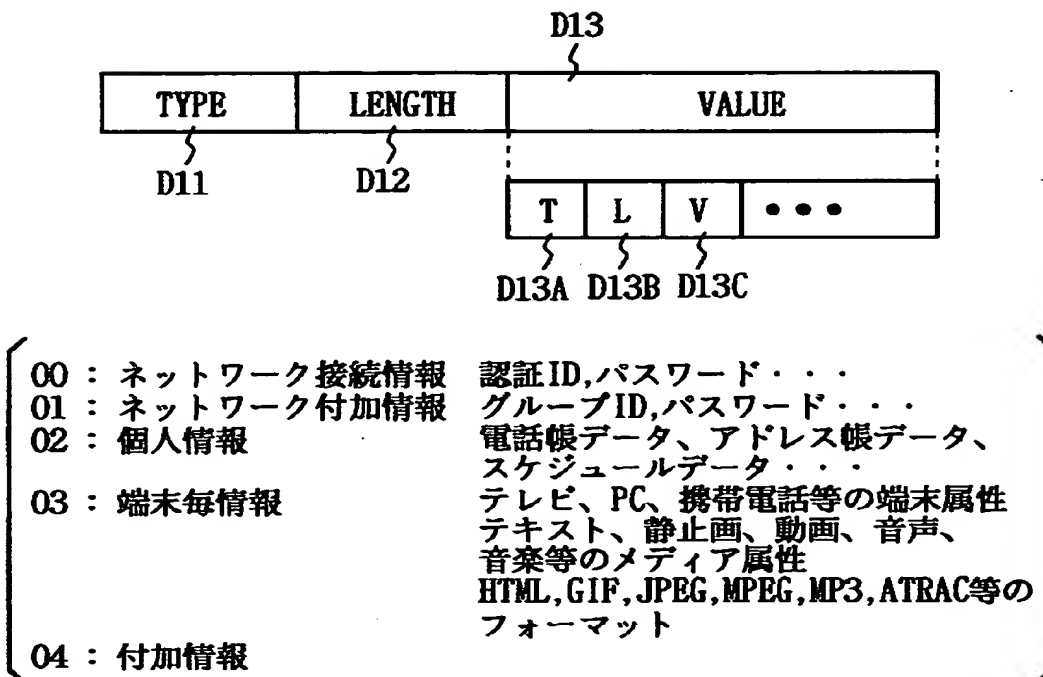 D13
TYPE LENGTH VALUE
D11 D12
T L V ●●●
D13A D13B D13C
00：ネットワーク接続情報 認証ID,パスワード・・・
01：ネットワーク付加情報 グループID,パスワード・・・
02：個人情報 電話帳データ、アドレス帳データ、
スケジュールデータ・・・
03：端末毎情報 テレビ、PC、携帯電話等の端末属性
テキスト、静止画、動画、音声、
音楽等のメディア属性
HTML,GIF,JPEG,MPEG,MP3,ATRAC等の
フォーマット
04：付加情報